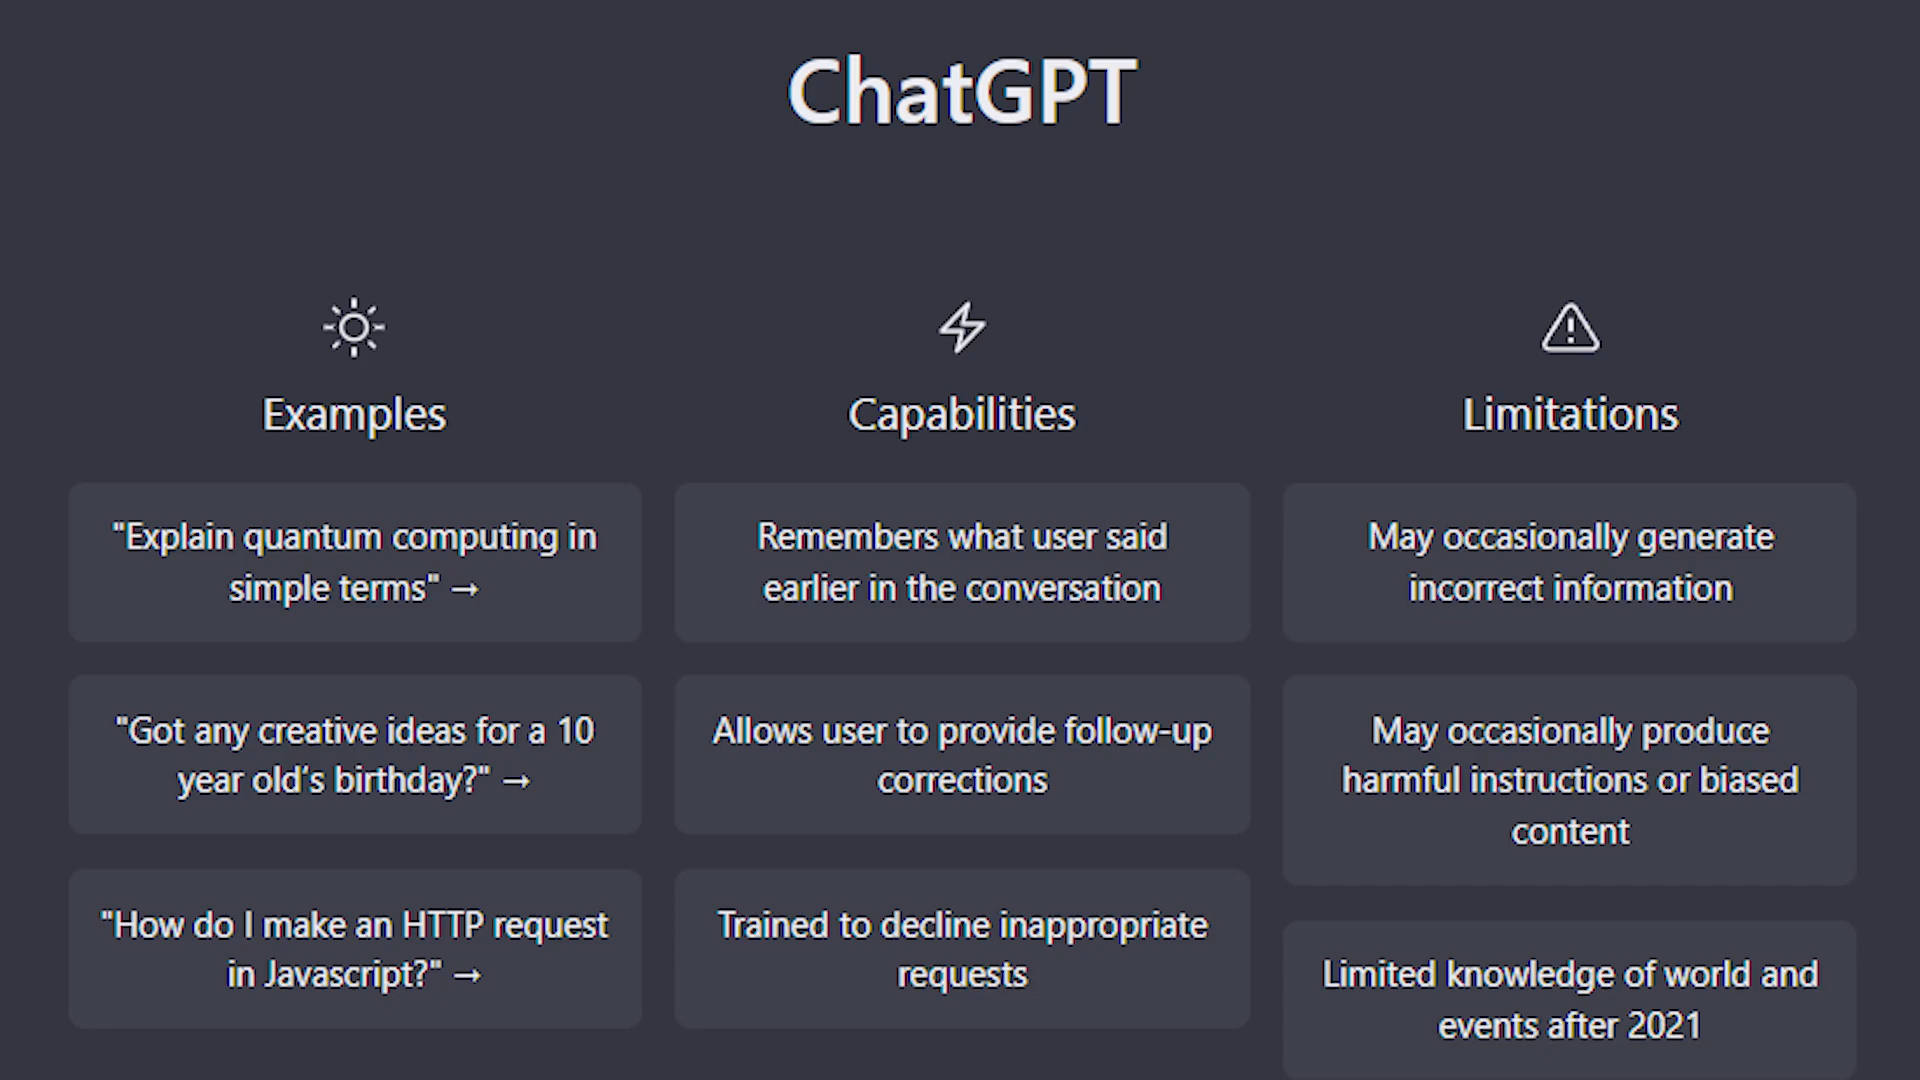 ChatGPT
Examples
"Explain quantum computing in
simple terms" →
"Got any creative ideas for a 10
year old’s birthday?" →
"How do I make an HTTP request
in Javascript?" →
Capabilities
Remembers what user said
earlier in the conversation
Allows user to provide follow-up
corrections
Trained to decline inappropriate
requests
Limitations
May occasionally generate
incorrect information
May occasionally produce
harmful instructions or biased
content
Limited knowledge of world and
events after 2021